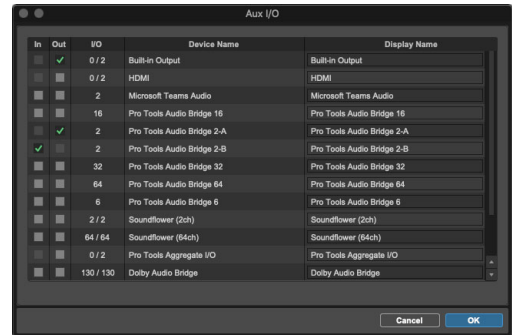 Aux I/O
In Out I/O Device Name Display Name
0 / 2 Built-in Output Built-in Output
0 / 2 HDMI HDMI
2 Microsoft Teams Audio Microsoft Teams Audio
16 Pro Tools Audio Bridge 16 Pro Tools Audio Bridge 16
2 Pro Tools Audio Bridge 2-A Pro Tools Audio Bridge 2-A
2 Pro Tools Audio Bridge 2-B Pro Tools Audio Bridge 2-B
32 Pro Tools Audio Bridge 32 Pro Tools Audio Bridge 32
64 Pro Tools Audio Bridge 64 Pro Tools Audio Bridge 64
6 Pro Tools Audio Bridge 6 Pro Tools Audio Bridge 6
2 / 2 Soundflower (2ch) Soundflower (2ch)
64 / 64 Soundflower (64ch) Soundflower (64ch)
0 / 2 Pro Tools Aggregate I/O Pro Tools Aggregate I/O
130 / 130 Dolby Audio Bridge Dolby Audio Bridge
Cancel OK